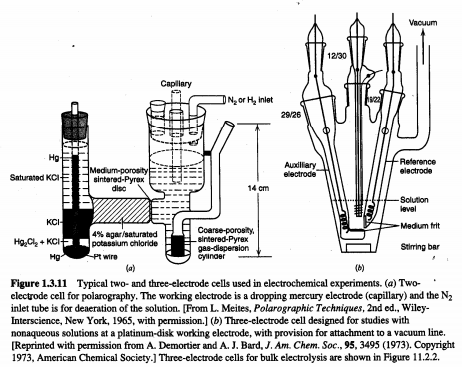 Capillary
N₂ or H₂ inlet
Hg
Saturated KCl
Medium-porosity
sintered-Pyrex
disc
14 cm
KCl
Hg₂Cl₂ + KCl
Hg
Pt wire
4% agar/saturated
potassium chloride
Coarse-porosity,
sintered-Pyrex
gas-dispersion
cylinder
(a)
Vacuum
12/30
19/22
29/26
Auxilliary
electrode
Reference
electrode
Solution
level
Medium frit
Stirring bar
(b)
Figure 1.3.11 Typical two- and three-electrode cells used in electrochemical experiments. (a) Two-
electrode cell for polarography. The working electrode is a dropping mercury electrode (capillary) and the N₂
inlet tube is for deaeration of the solution. [From L. Meites, Polarographic Techniques, 2nd ed., Wiley-
Interscience, New York, 1965, with permission.] (b) Three-electrode cell designed for studies with
nonaqueous solutions at a platinum-disk working electrode, with provision for attachment to a vacuum line.
[Reprinted with permission from A. Demortier and A. J. Bard, J. Am. Chem. Soc., 95, 3495 (1973). Copyright
1973, American Chemical Society.] Three-electrode cells for bulk electrolysis are shown in Figure 11.2.2.